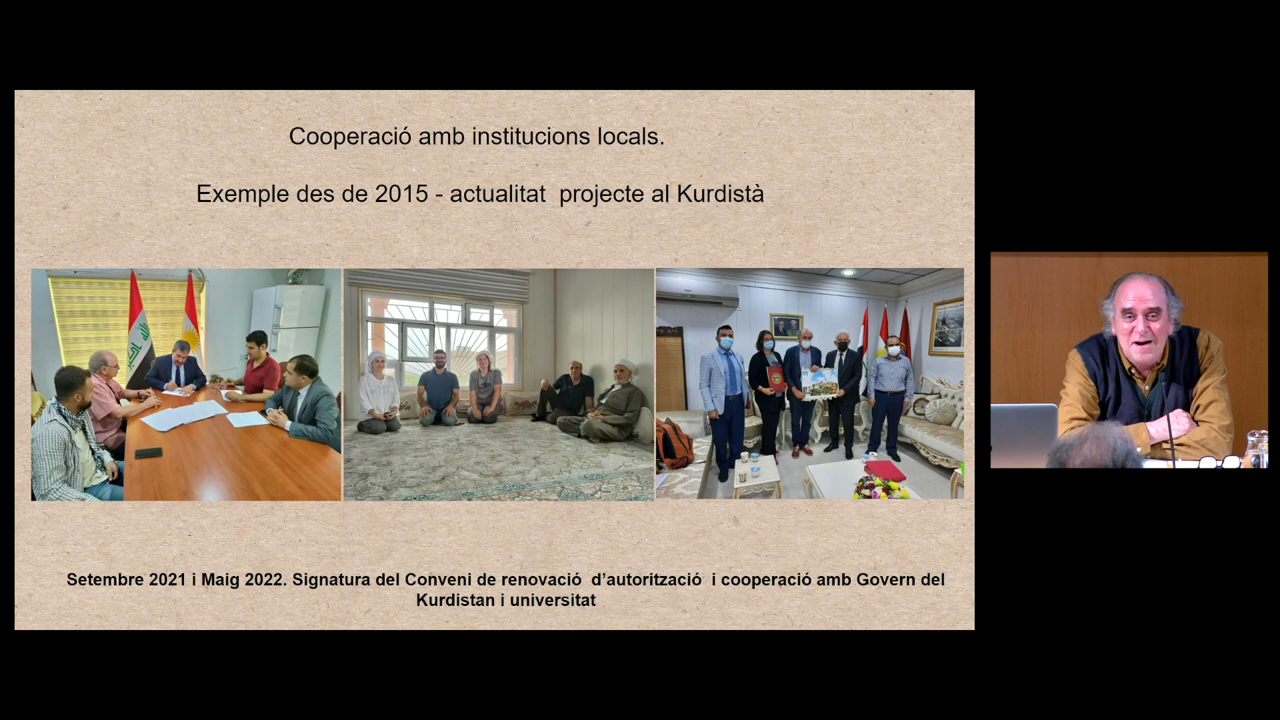 Cooperació amb institucions locals.
Exemple des de 2015 - actualitat  projecte al Kurdistà
Setembre 2021 i Maig 2022. Signatura del Conveni de renovació  d’autorització  i cooperació amb Govern del
Kurdistan i universitat